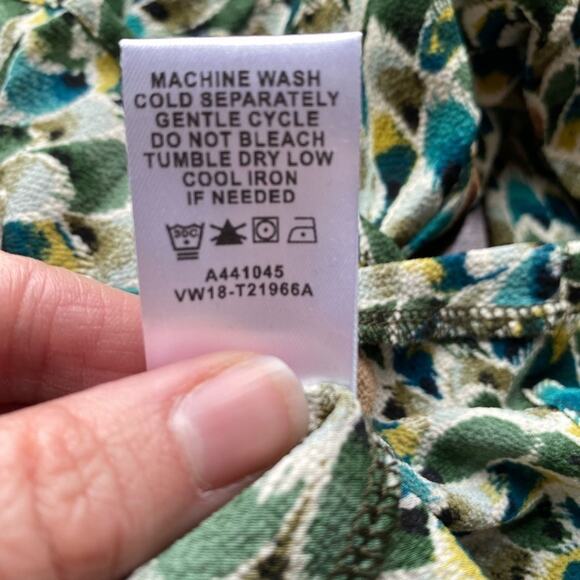 MACHINE WASH
COLD SEPARATELY
GENTLE CYCLE
DO NOT BLEACH
TUMBLE DRY LOW
COOL IRON
IF NEEDED
30C
A441045
VW18-T21966A